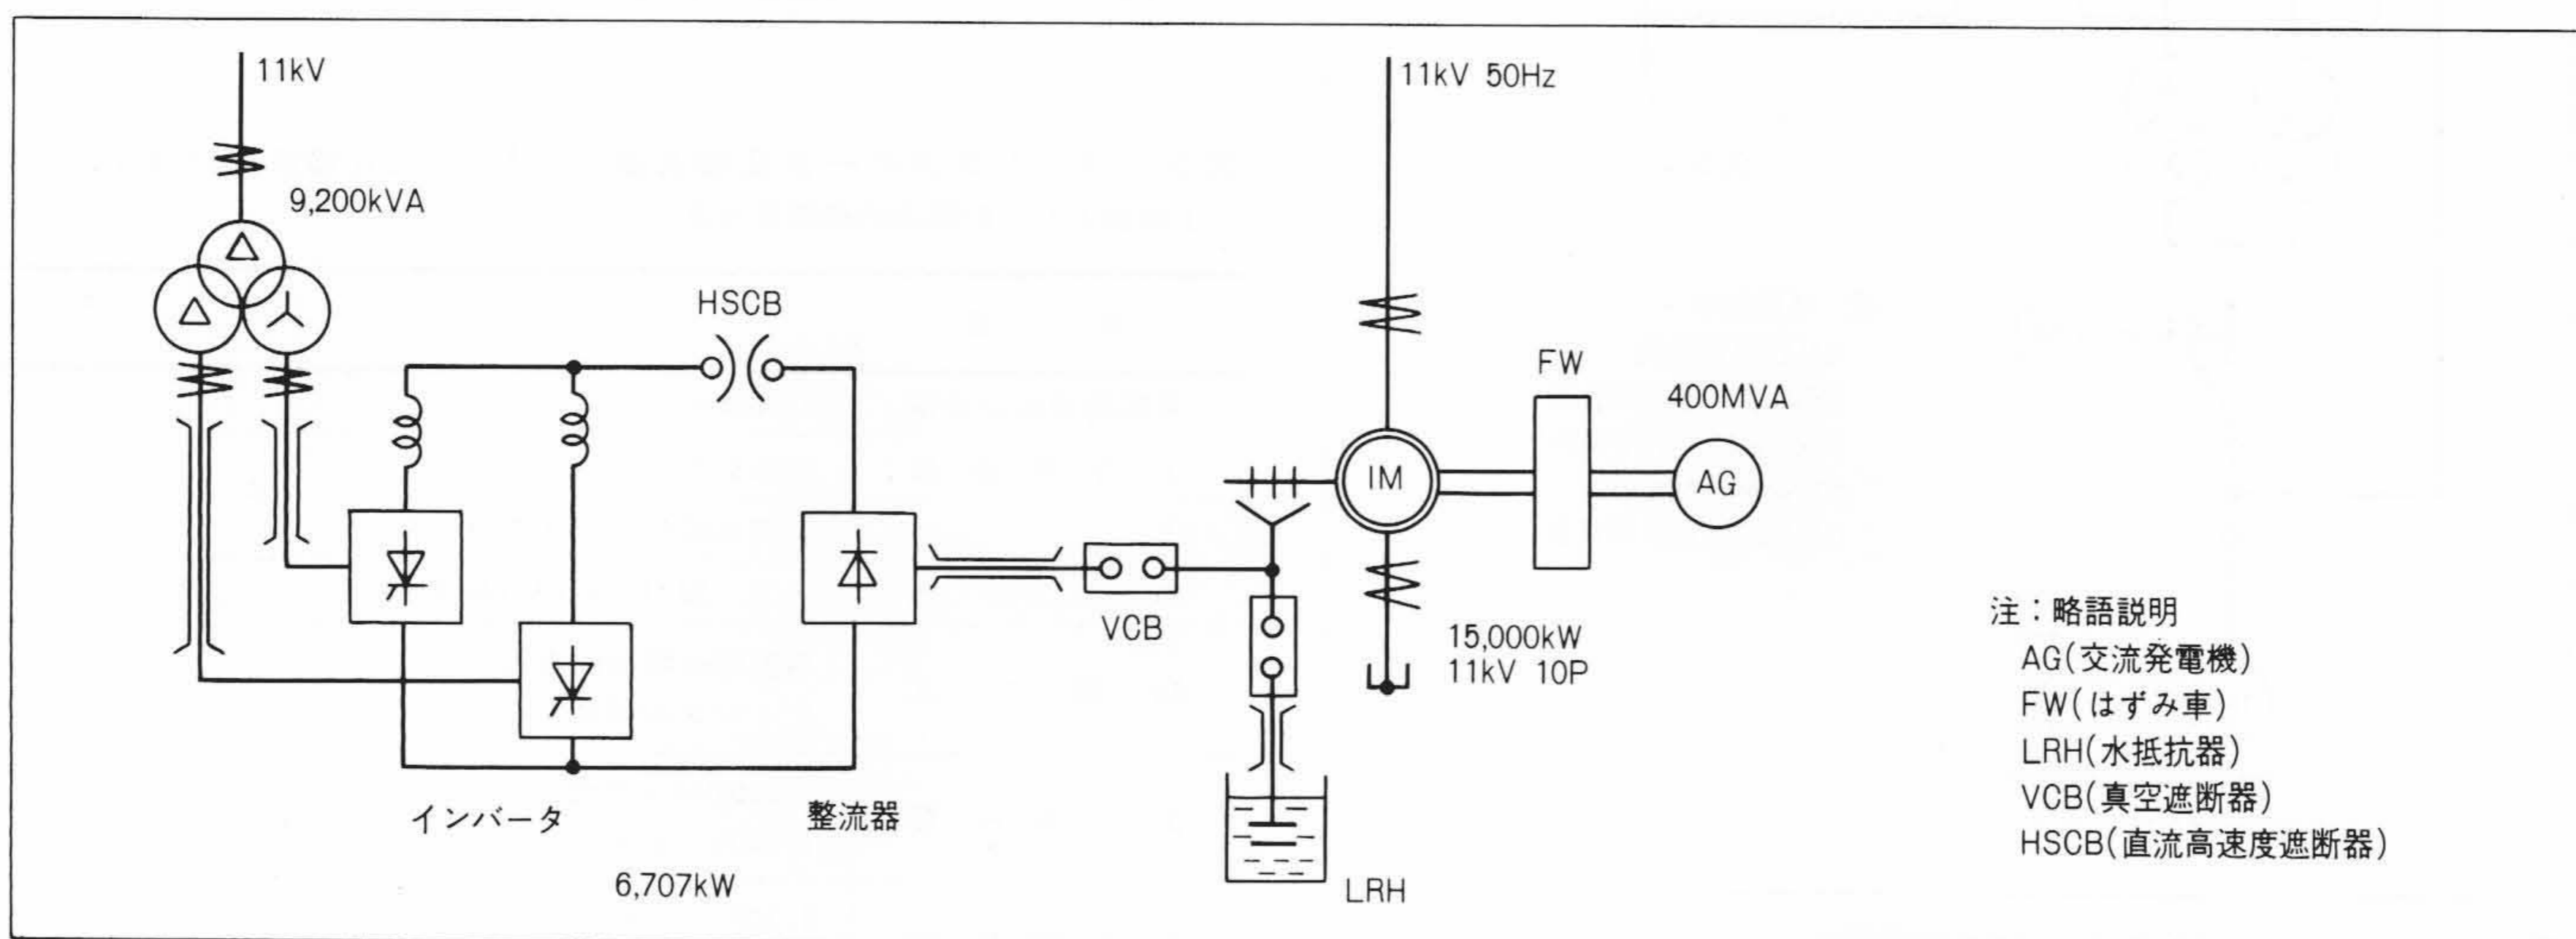 11kV
9,200kVA
HSCB
インバータ
整流器
6,707kW
VCB
LRH
11kV 50Hz
IM
15,000kW
11kV 10P
FW
400MVA
AG
注：略語説明
AG(交流発電機)
FW(はずみ車)
LRH(水抵抗器)
VCB(真空遮断器)
HSCB(直流高速度遮断器)